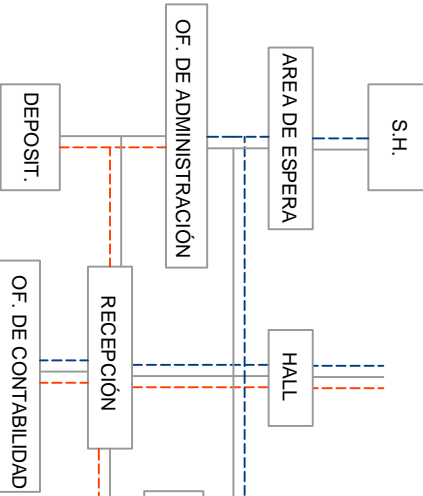 S.H.
AREA DE ESPERA
OF. DE ADMINISTRACIÓN
DEPOSIT.
HALL
RECEPCIÓN
OF. DE CONTABILIDAD